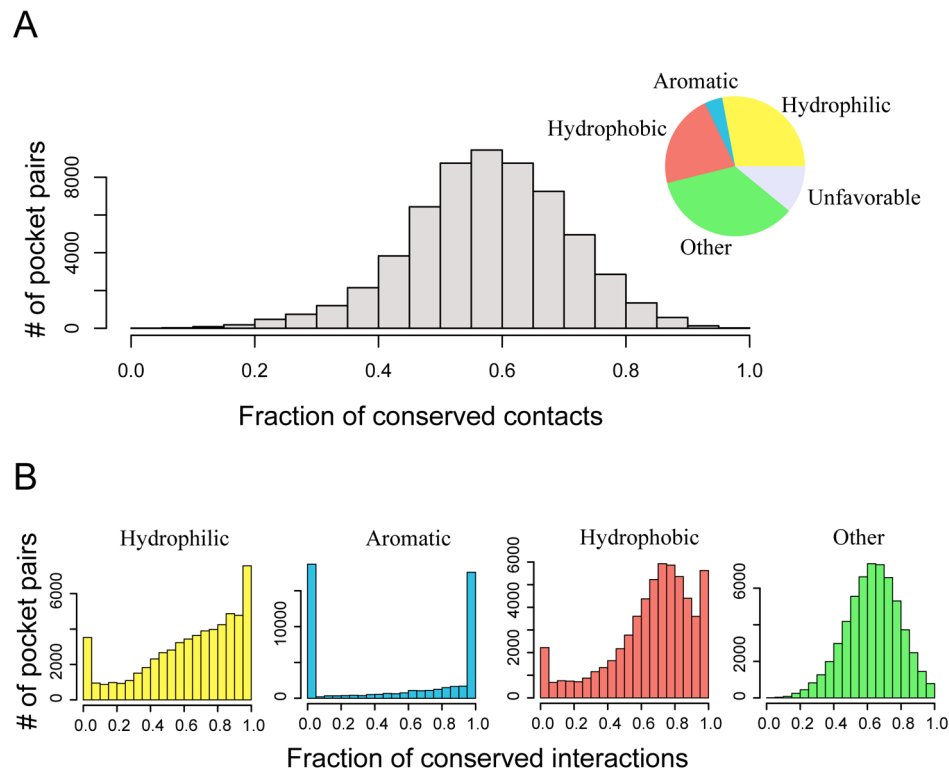 A
Aromatic
Hydrophilic
Hydrophobic
Unfavorable
Other
# of pocket pairs
0 4000 8000
0.0 0.2 0.4 0.6 0.8 1.0
Fraction of conserved contacts
B
Hydrophilic Aromatic Hydrophobic Other
# of pocket pairs
0 2000 6000
0 10000
0 2000 4000 6000
0 2000 6000
0.0 0.2 0.4 0.6 0.8 1.0 0.0 0.2 0.4 0.6 0.8 1.0 0.0 0.2 0.4 0.6 0.8 1.0 0.0 0.2 0.4 0.6 0.8 1.0
Fraction of conserved interactions